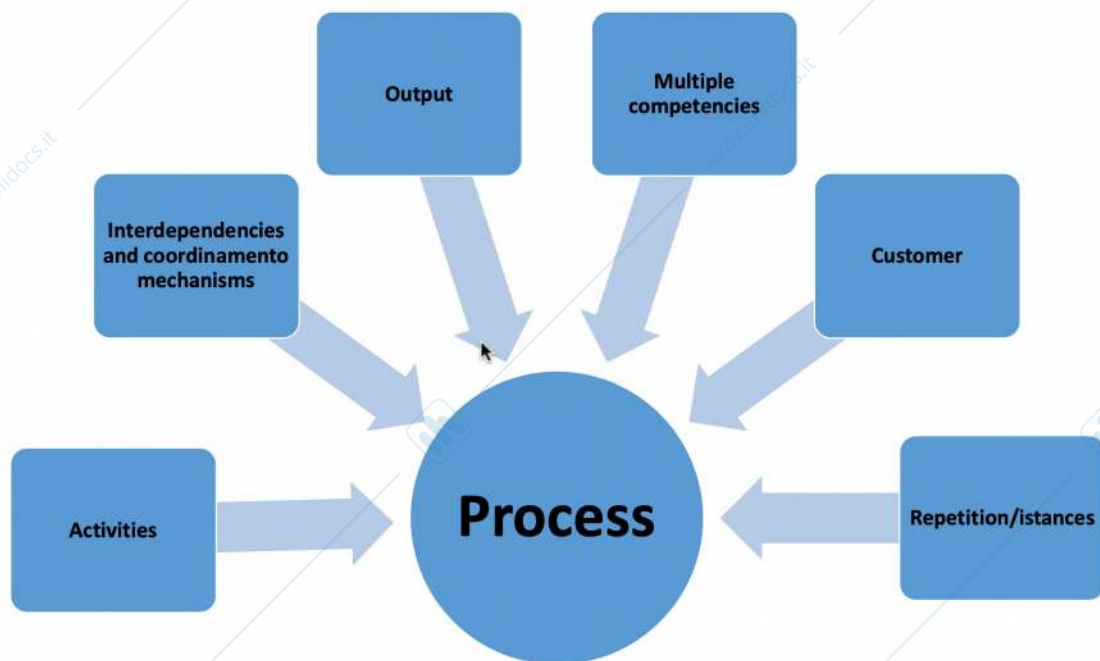 Output
Multiple
competencies
Interdependencies
and coordinamento
mechanisms
Customer
Activities
Process
Repetition/istances